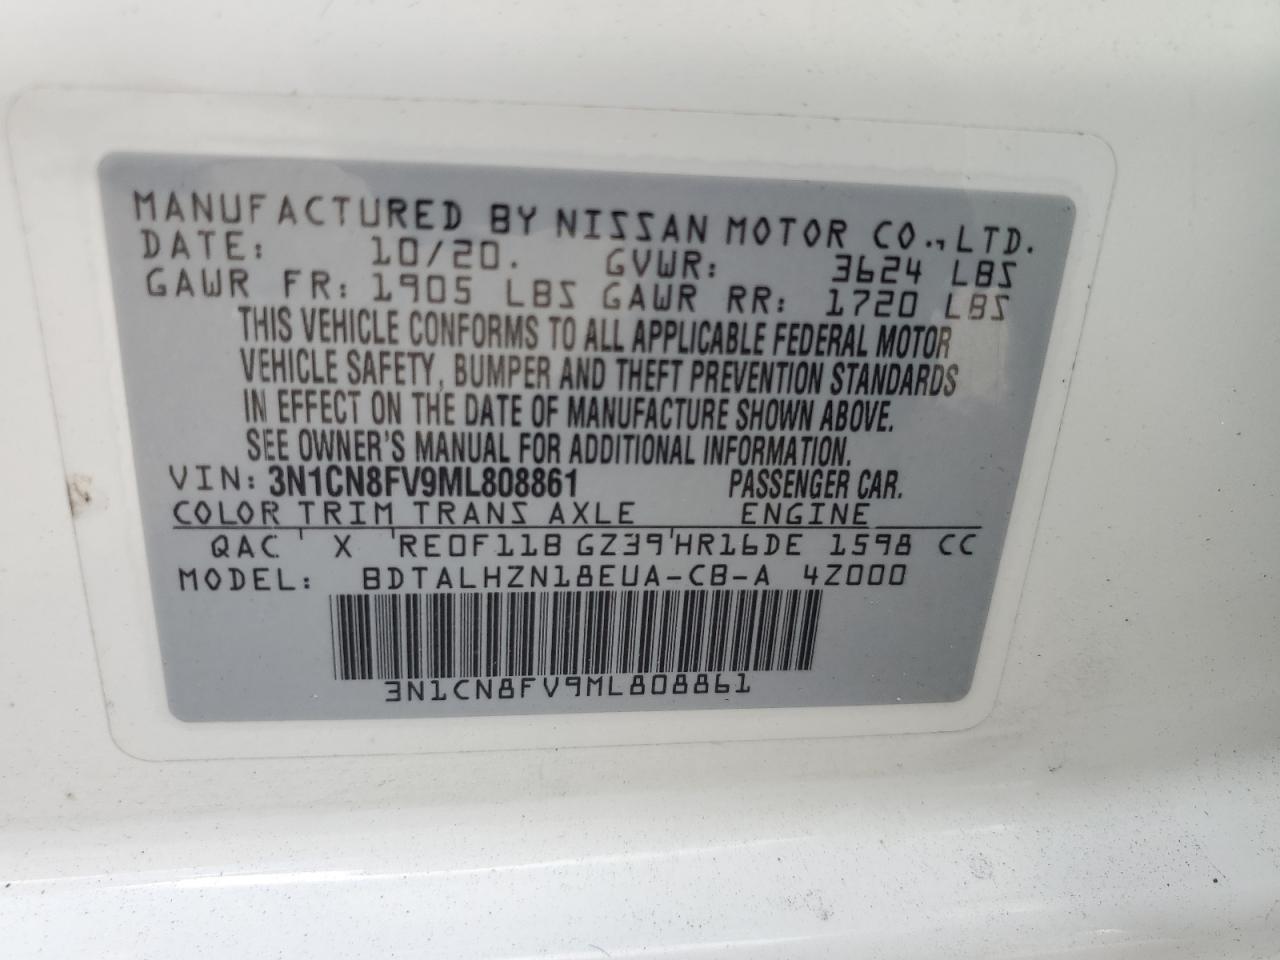 MANUFACTURED BY NISSAN MOTOR CO., LTD.
DATE: 10/20. GVWR: 3624 LBS
GAWR FR: 1905 LBS GAWR RR: 1720 LBS
THIS VEHICLE CONFORMS TO ALL APPLICABLE FEDERAL MOTOR
VEHICLE SAFETY, BUMPER AND THEFT PREVENTION STANDARDS
IN EFFECT ON THE DATE OF MANUFACTURE SHOWN ABOVE.
SEE OWNER'S MANUAL FOR ADDITIONAL INFORMATION.
VIN: 3N1CN8FV9ML808861 PASSENGER CAR.
COLOR TRIM TRANS AXLE ENGINE
QAC ' X 'RE0F11B GZ39'HR16DE 1598 CC
MODEL: BDTALHZN18EUA-CB-A 4Z000
3N1CN8FV9ML808861